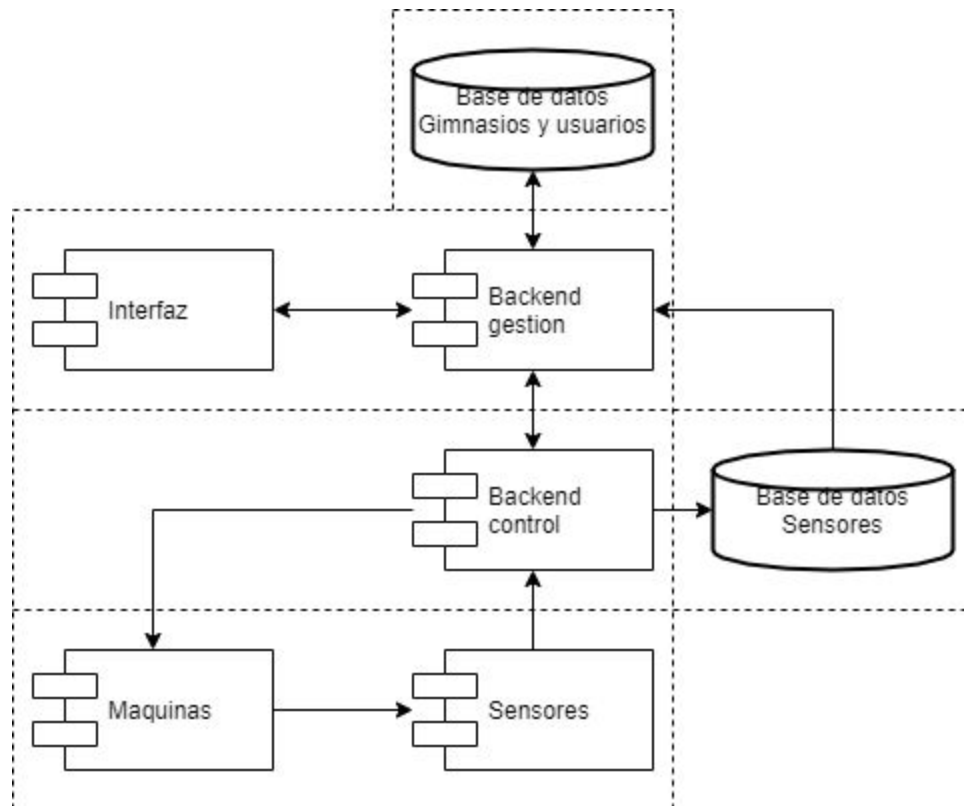 Base de datos
Gimnasios y usuarios
Interfaz
Backend
gestion
Backend
control
Base de datos
Sensores
Maquinas
Sensores